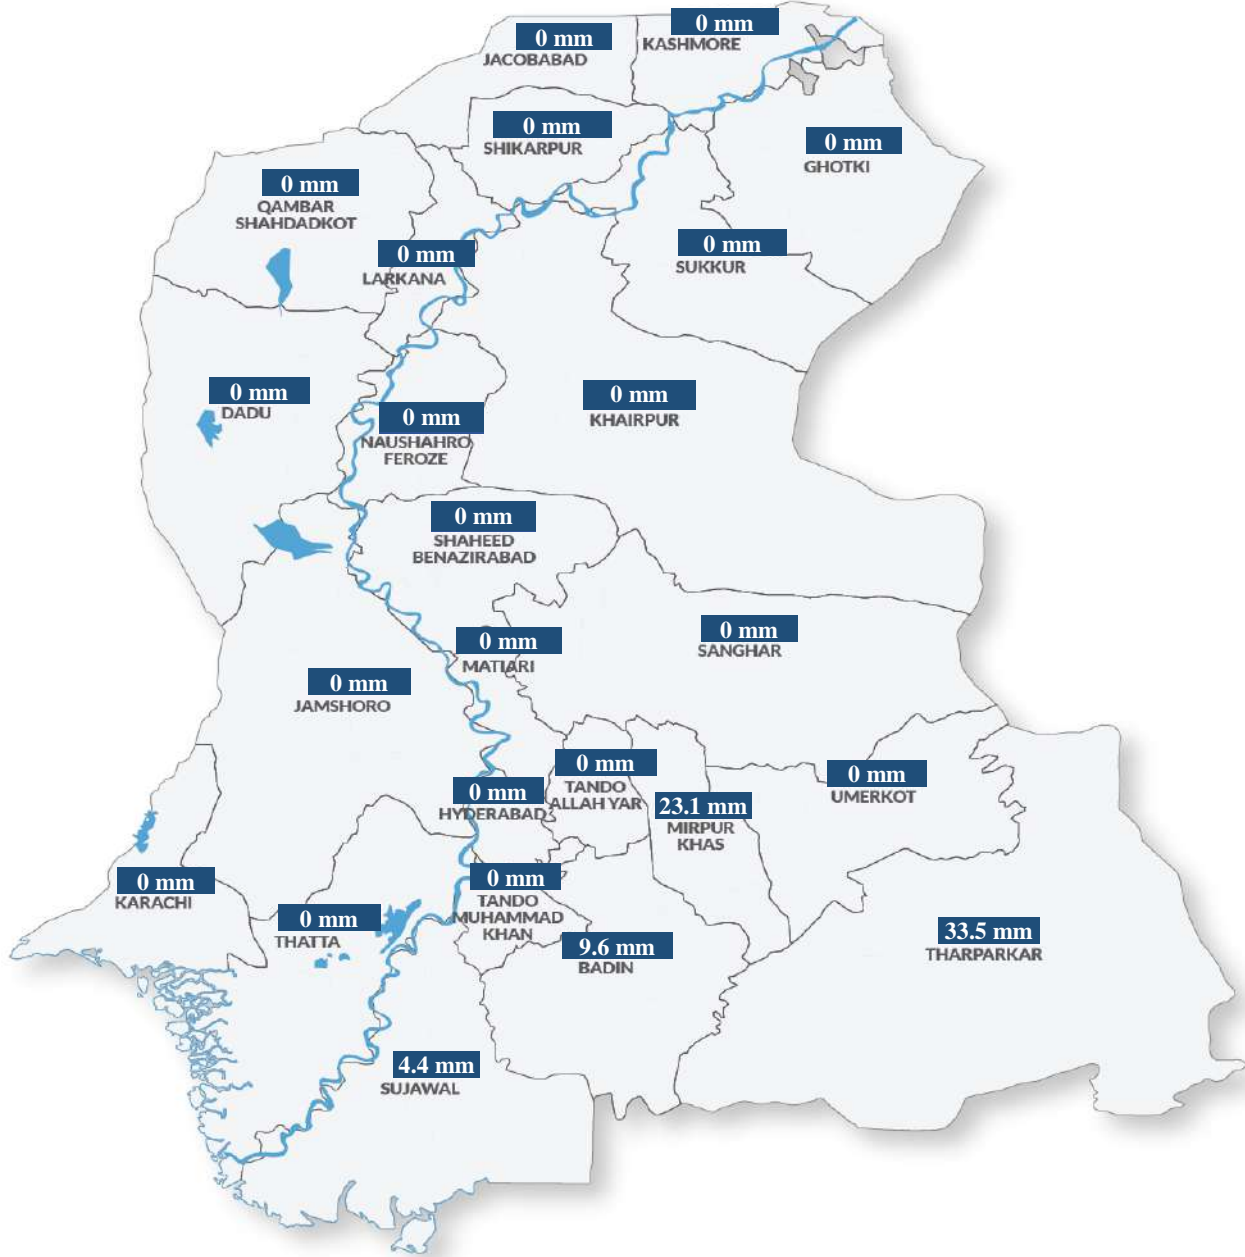 0 mm
KASHMORE
0 mm
JACOBABAD
0 mm
SHIKARPUR
0 mm
GHOTKI
0 mm
QAMBAR
SHAHDADKOT
0 mm
SUKKUR
0 mm
LARKANA
0 mm
DADU
0 mm
NAUSHAHRO
FEROZE
0 mm
KHAIRPUR
0 mm
SHAHEED
BENAZIRABAD
0 mm
MATIARI
0 mm
SANGHAR
0 mm
JAMSHORO
0 mm
TANDO
ALLAH YAR
0 mm
UMERKOT
0 mm
HYDERABAD
23.1 mm
MIRPUR
KHAS
0 mm
KARACHI
0 mm
TANDO
MUHAMMAD
KHAN
0 mm
THATTA
9.6 mm
BADIN
33.5 mm
THARPARKAR
4.4 mm
SUJAWAL